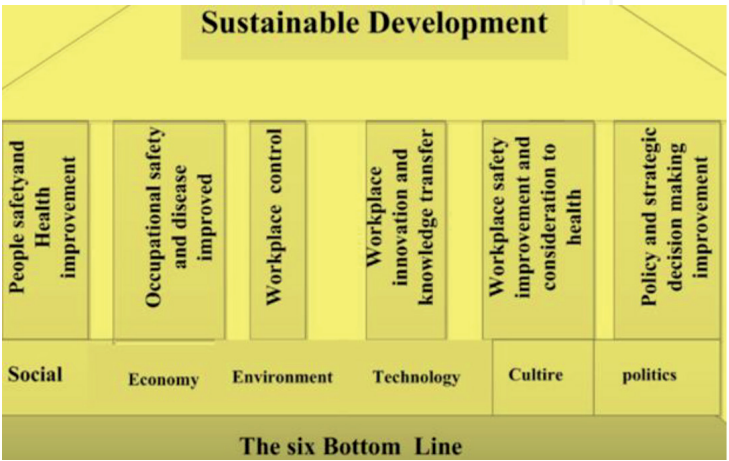 Sustainable Development
People safetyand
Health
improvement
Occupational safety
and disease
improved
Workplace control
Workplace
innovation and
knowledge transfer
Workplace safety
improvement and
consideration to
health
Policy and strategic
decision making
improvement
Social
Economy
Environment
Technology
Cultire
politics
The six Bottom Line